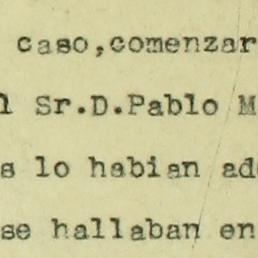 caso,comenzar
l Sr.D.Pablo M
s lo habian ad
se hallaban en